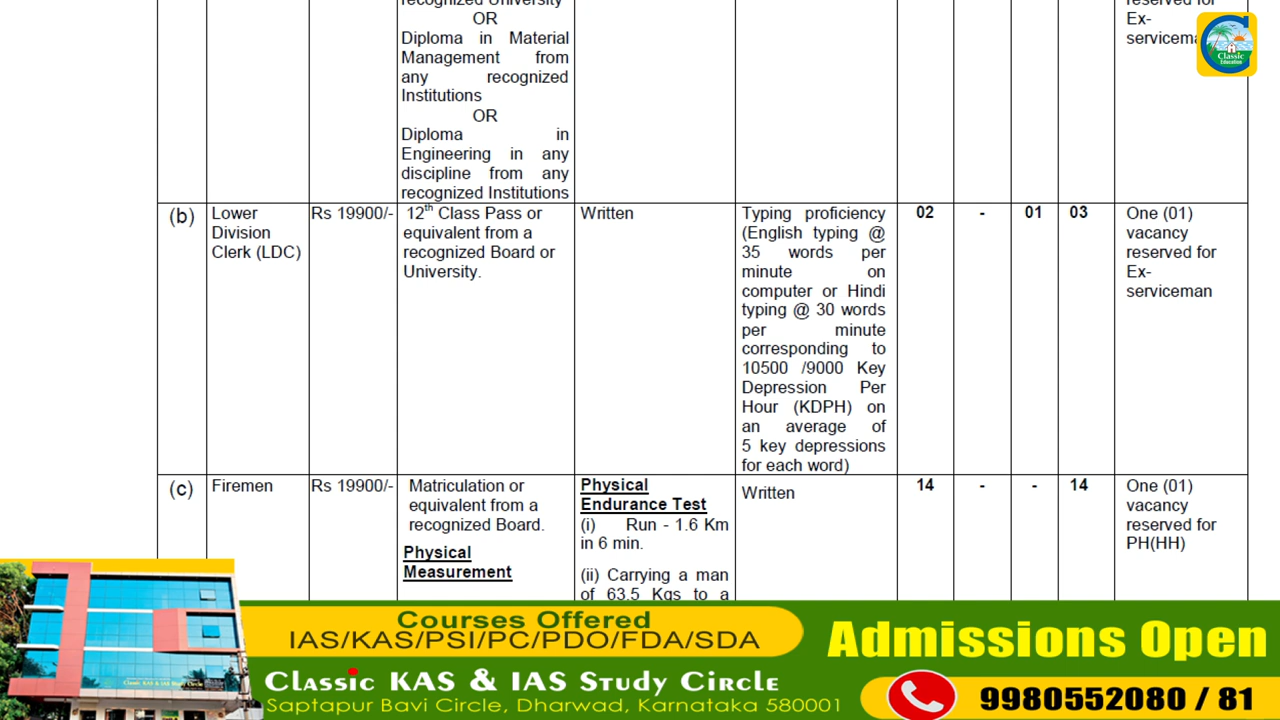 recognized University
OR
Diploma in Material
Management from
any recognized
Institutions
OR
Diploma in
Engineering in any
discipline from any
recognized Institutions
reserved for
Ex-
serviceman
Classic
Education
(b)
Lower
Division
Clerk (LDC)
Rs 19900/-
12th Class Pass or
equivalent from a
recognized Board or
University.
Written
Typing proficiency
(English typing @
35 words per
minute on
computer or Hindi
typing @ 30 words
per minute
corresponding to
10500 /9000 Key
Depression Per
Hour (KDPH) on
an average of
5 key depressions
for each word)
02
-
01
03
One (01)
vacancy
reserved for
Ex-
serviceman
(c)
Firemen
Rs 19900/-
Matriculation or
equivalent from a
recognized Board.
Physical
Measurement
Physical
Endurance Test
(i) Run - 1.6 Km
in 6 min.
(ii) Carrying a man
of 63.5 Kgs to a
Written
14
-
-
14
One (01)
vacancy
reserved for
PH(HH)
Courses Offered
IAS/KAS/PSI/PC/PDO/FDA/SDA
Classic KAS & IAS Study Circle
Saptapur Bavi Circle, Dharwad, Karnataka 580001
Admissions Open
9980552080 / 81